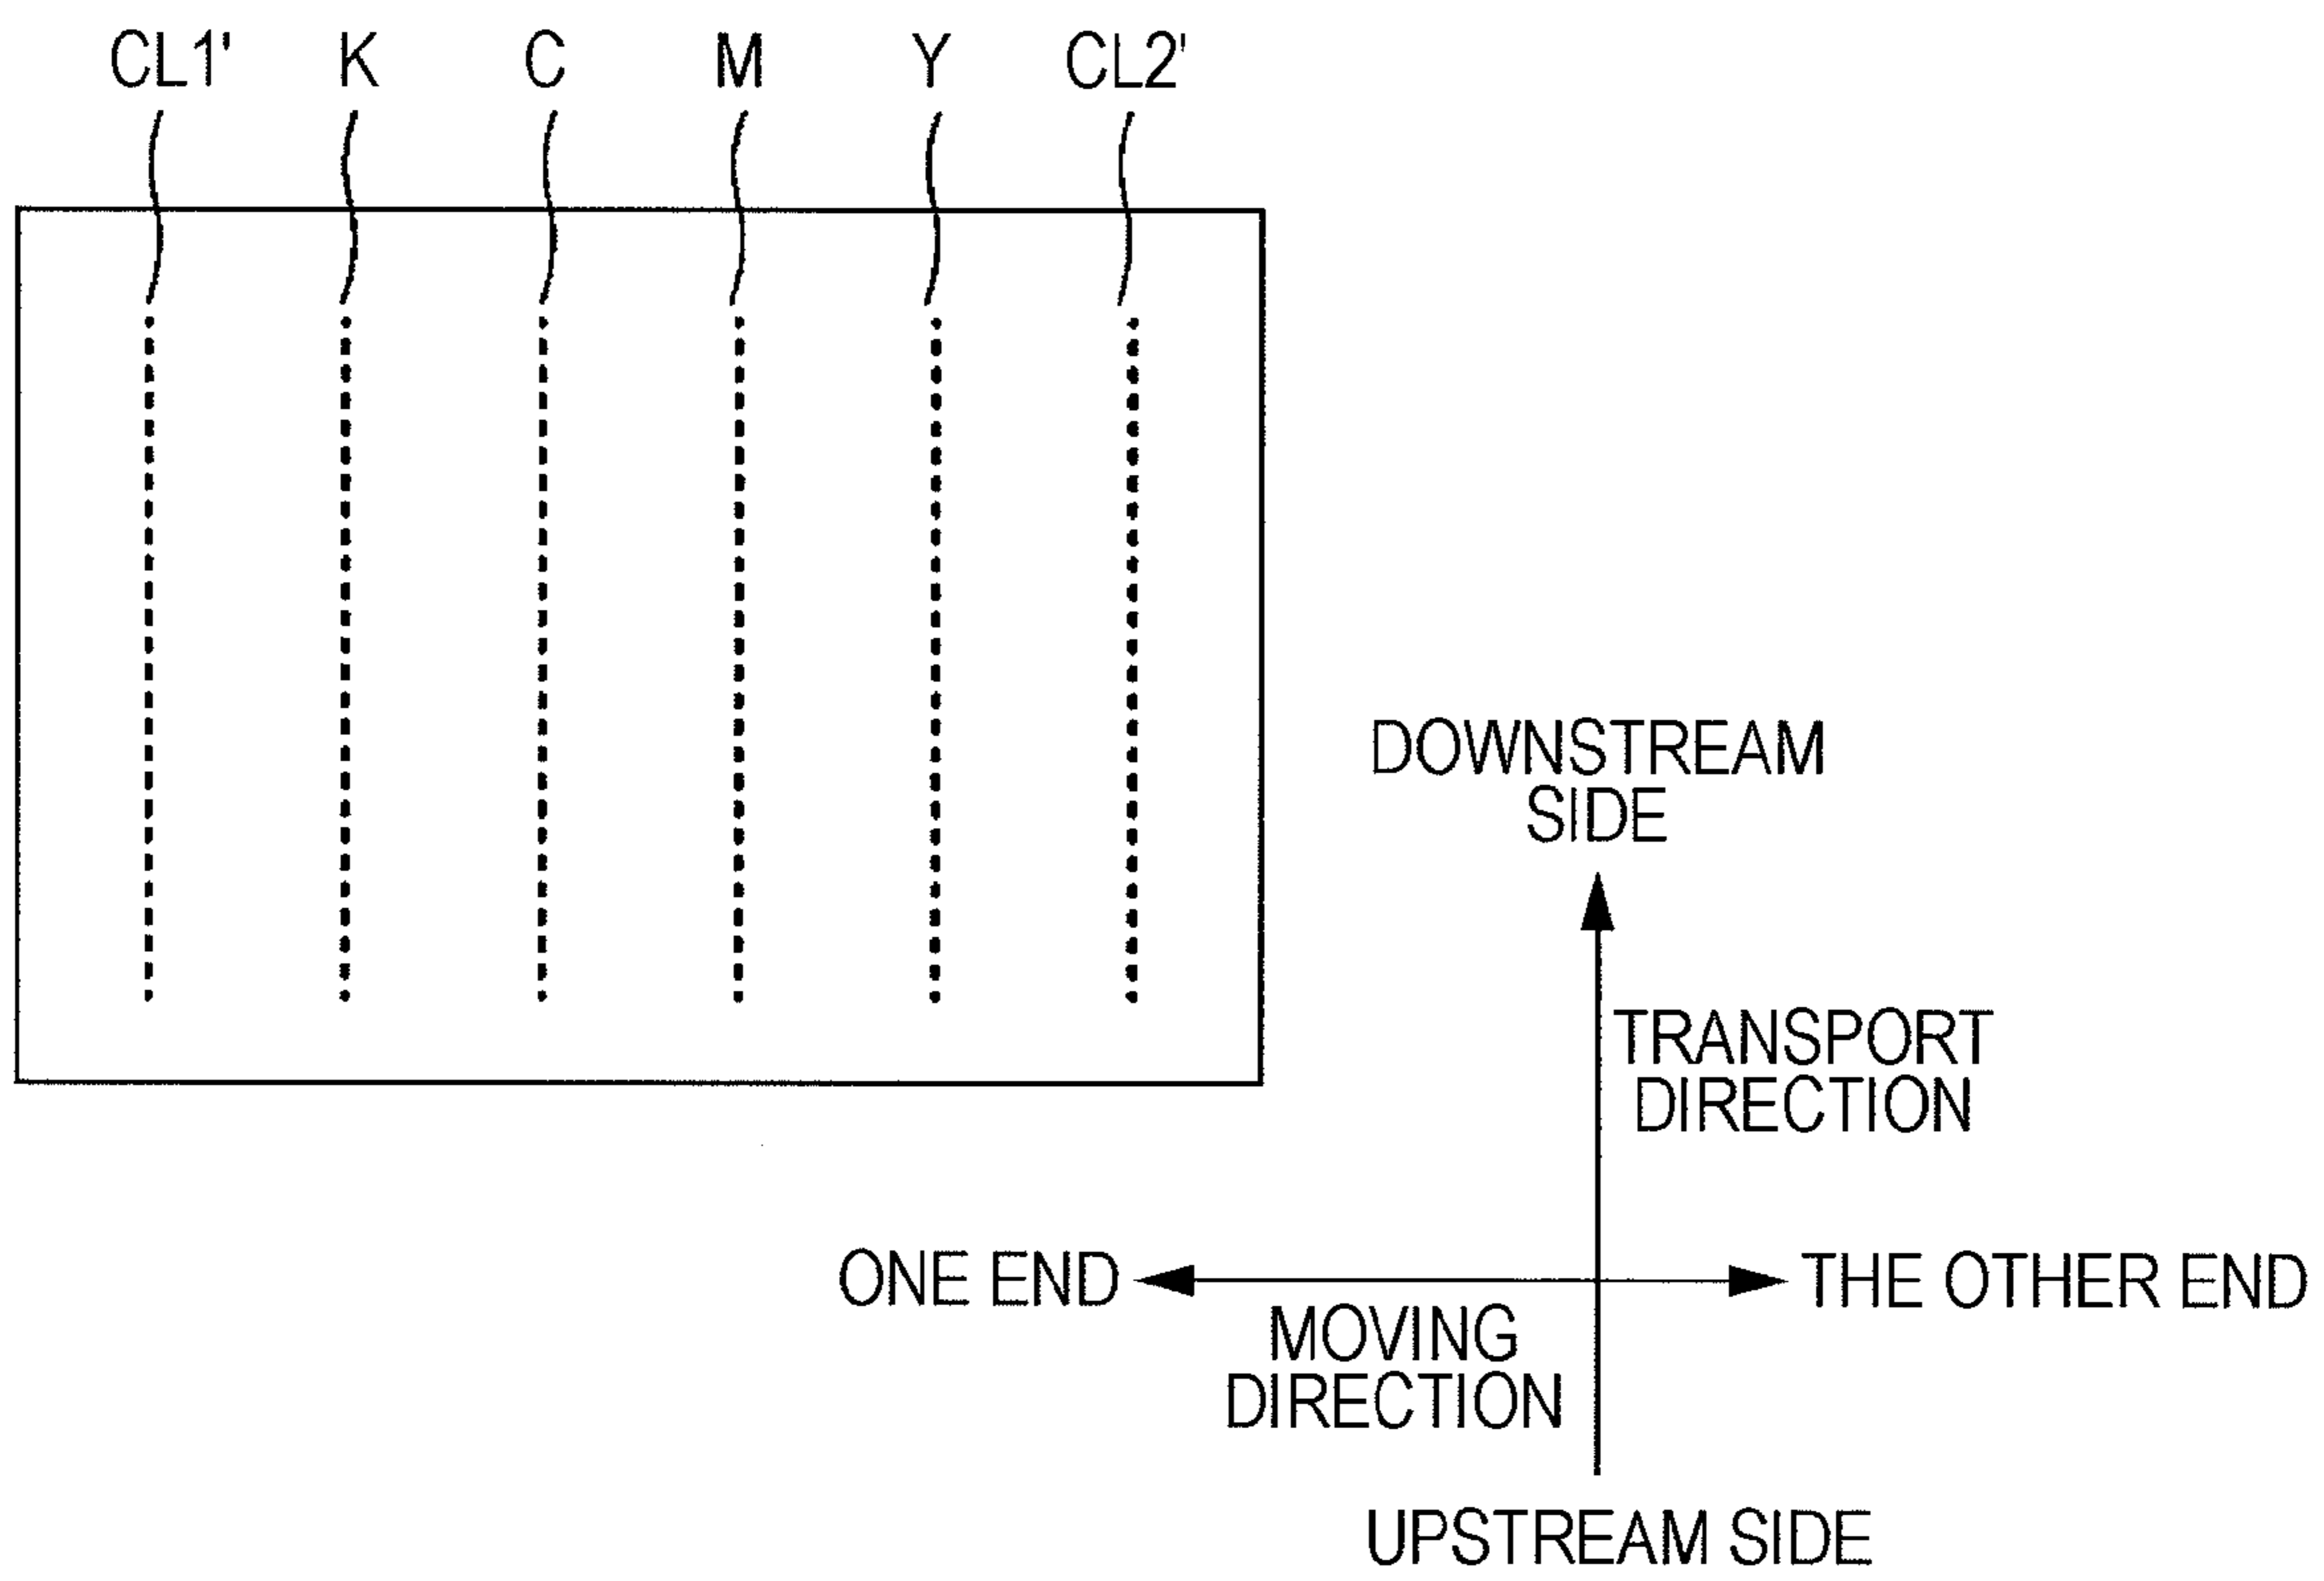 CL1' K C M Y CL2'
DOWNSTREAM
SIDE
TRANSPORT
DIRECTION
ONE END
THE OTHER END
MOVING
DIRECTION
UPSTREAM SIDE